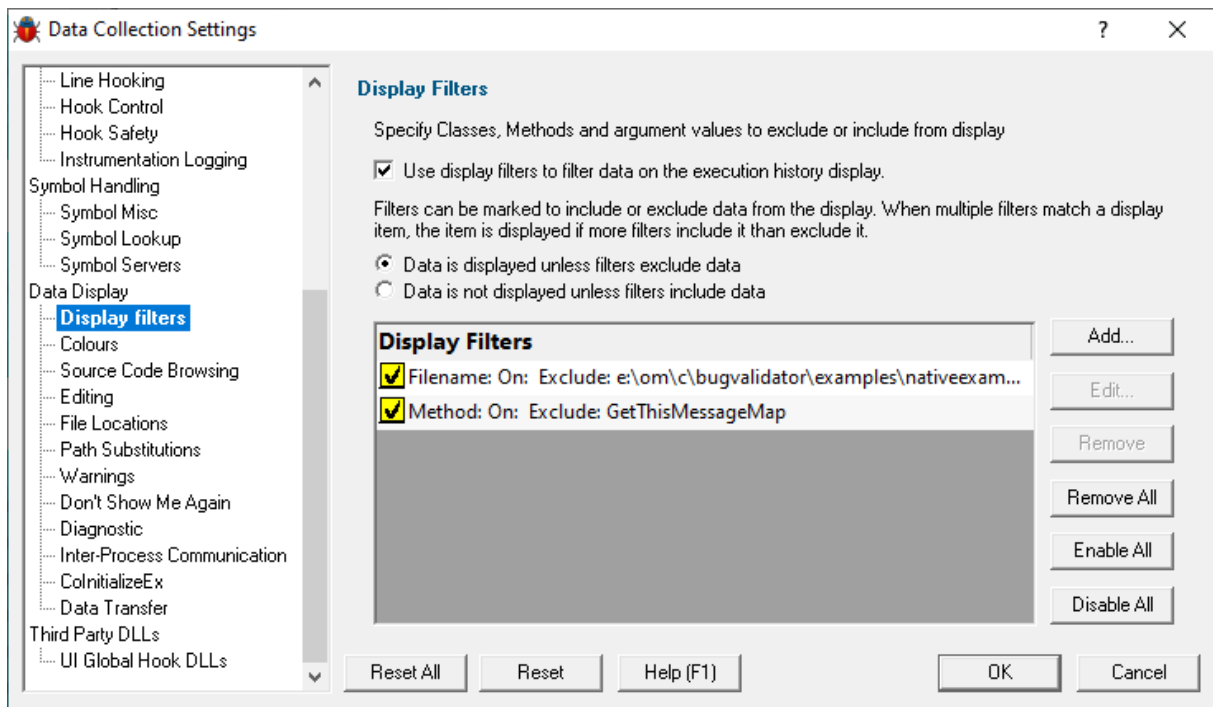 Data Collection Settings
Line Hooking
Hook Control
Hook Safety
Instrumentation Logging
Symbol Handling
Symbol Misc
Symbol Lookup
Symbol Servers
Data Display
Display filters
Colours
Source Code Browsing
Editing
File Locations
Path Substitutions
Warnings
Don't Show Me Again
Diagnostic
Inter-Process Communication
CoInitializeEx
Data Transfer
Third Party DLLs
UI Global Hook DLLs
Display Filters
Specify Classes, Methods and argument values to exclude or include from display
Use display filters to filter data on the execution history display.
Filters can be marked to include or exclude data from the display. When multiple filters match a display
item, the item is displayed if more filters include it than exclude it.
Data is displayed unless filters exclude data
Data is not displayed unless filters include data
Display Filters
Filename: On: Exclude: e:\om\c\bugvalidator\examples\nativeexam...
Method: On: Exclude: GetThisMessageMap
Add...
Edit...
Remove
Remove All
Enable All
Disable All
Reset All
Reset
Help (F1)
OK
Cancel